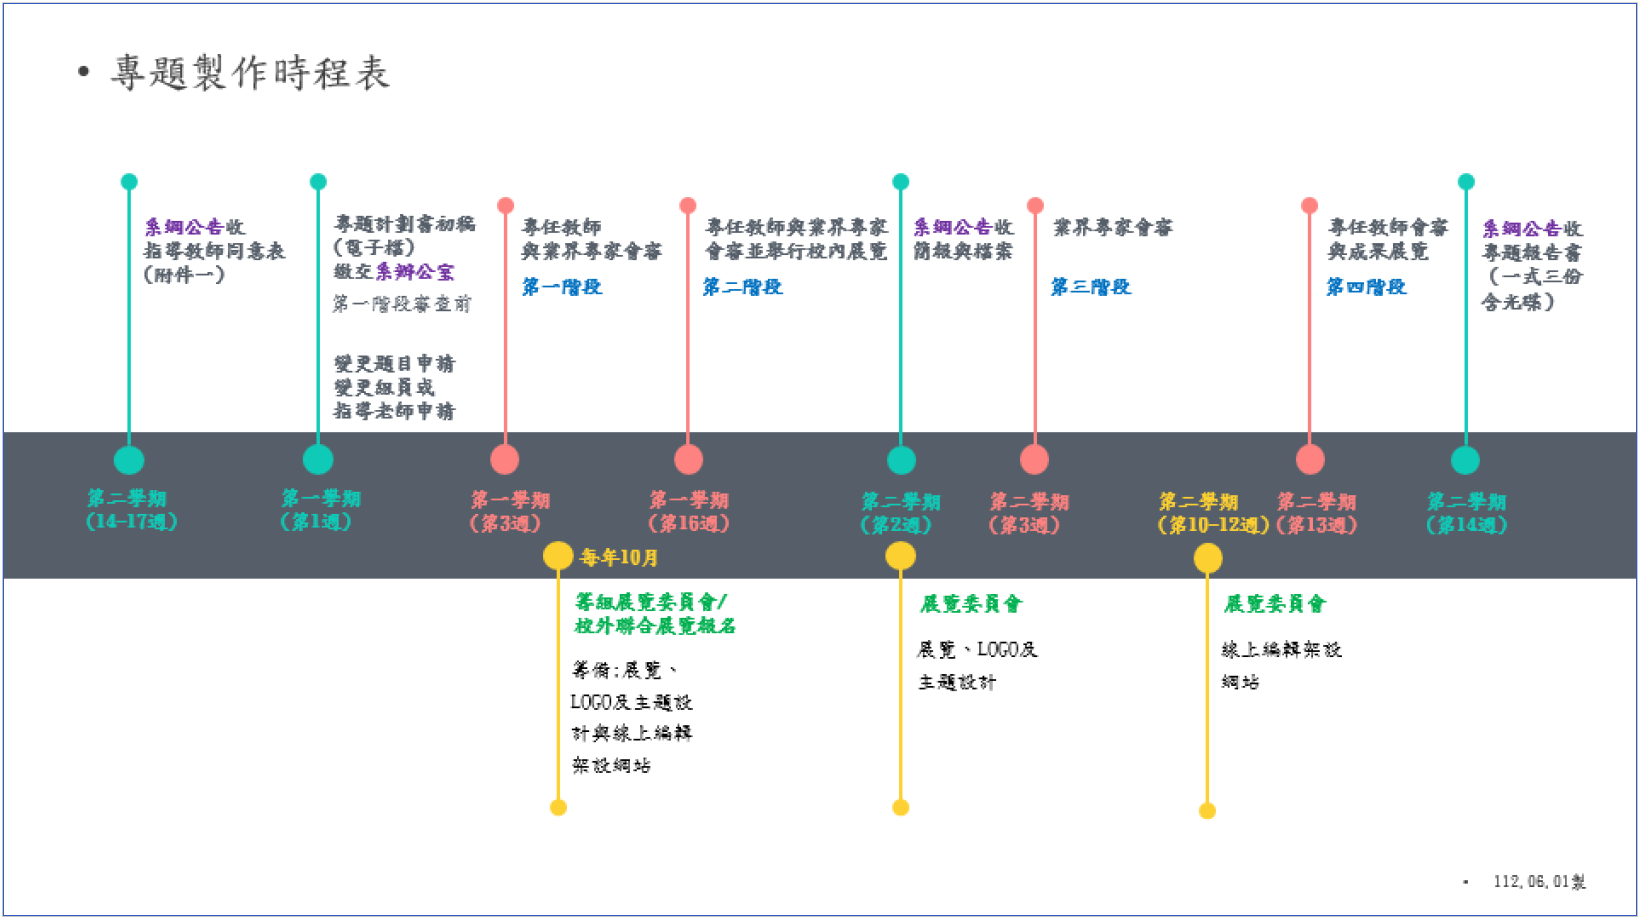 • 專題製作時程表
系網公告收
指導教師同意表
(附件一)
專題計劃書初稿
(電子檔)
繳交系辦公室
第一階段審查前
變更題目申請
變更組員或
指導老師申請
專任教師
與業界專家會審
第一階段
專任教師與業界專家
會審並舉行校內展覽
第二階段
系網公告收
簡報與檔案
業界專家會審
第三階段
專任教師會審
與成果展覽
第四階段
系網公告收
專題報告書
(一式三份
含光碟)
第二學期
(14-17週)
第一學期
(第1週)
第一學期
(第3週)
第一學期
(第16週)
第二學期
(第2週)
第二學期
(第3週)
第二學期
(第10-12週)
第二學期
(第13週)
第二學期
(第14週)
每年10月
籌組展覽委員會/
校外聯合展覽報名
籌備:展覽、
LOGO及主題設
計與線上編輯
架設網站
展覽委員會
展覽、LOGO及
主題設計
展覽委員會
線上編輯架設
網站
• 112.06.01製